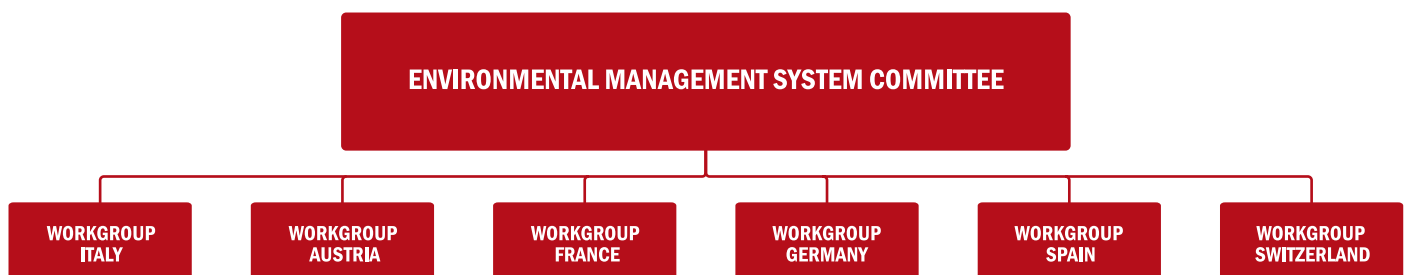 ENVIRONMENTAL MANAGEMENT SYSTEM COMMITTEE
WORKGROUP
ITALY
WORKGROUP
AUSTRIA
WORKGROUP
FRANCE
WORKGROUP
GERMANY
WORKGROUP
SPAIN
WORKGROUP
SWITZERLAND